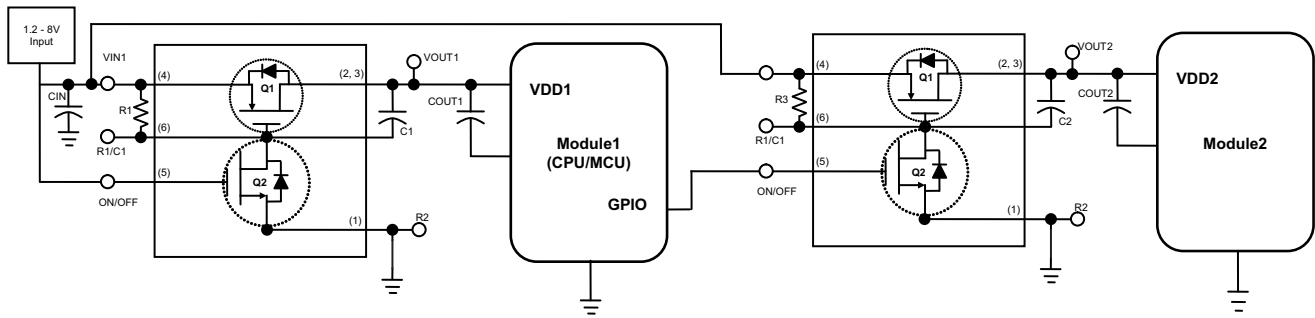 1.2 - 8V
Input
VIN1
CIN
R1
R1/C1
ON/OFF
(4)
(6)
(5)
Q1
Q2
(2, 3)
(1)
R2
C1
VOUT1
COUT1
VDD1
Module1
(CPU/MCU)
GPIO
R3
R1/C1
ON/OFF
(4)
(6)
(5)
Q1
Q2
(2, 3)
(1)
R2
C2
VOUT2
COUT2
VDD2
Module2